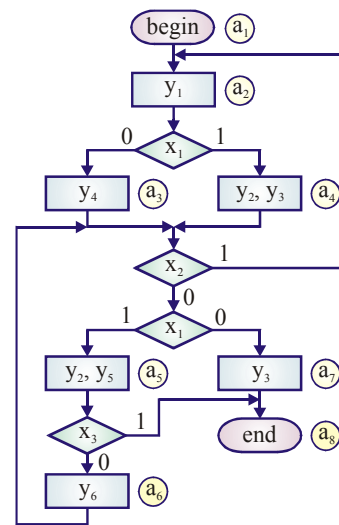 begin a1
y1 a2
0 x1 1
y4 a3 y2, y3 a4
x2 1
0
1 x1 0
y2, y5 a5 y3 a7
x3 1 end a8
0
y6 a6